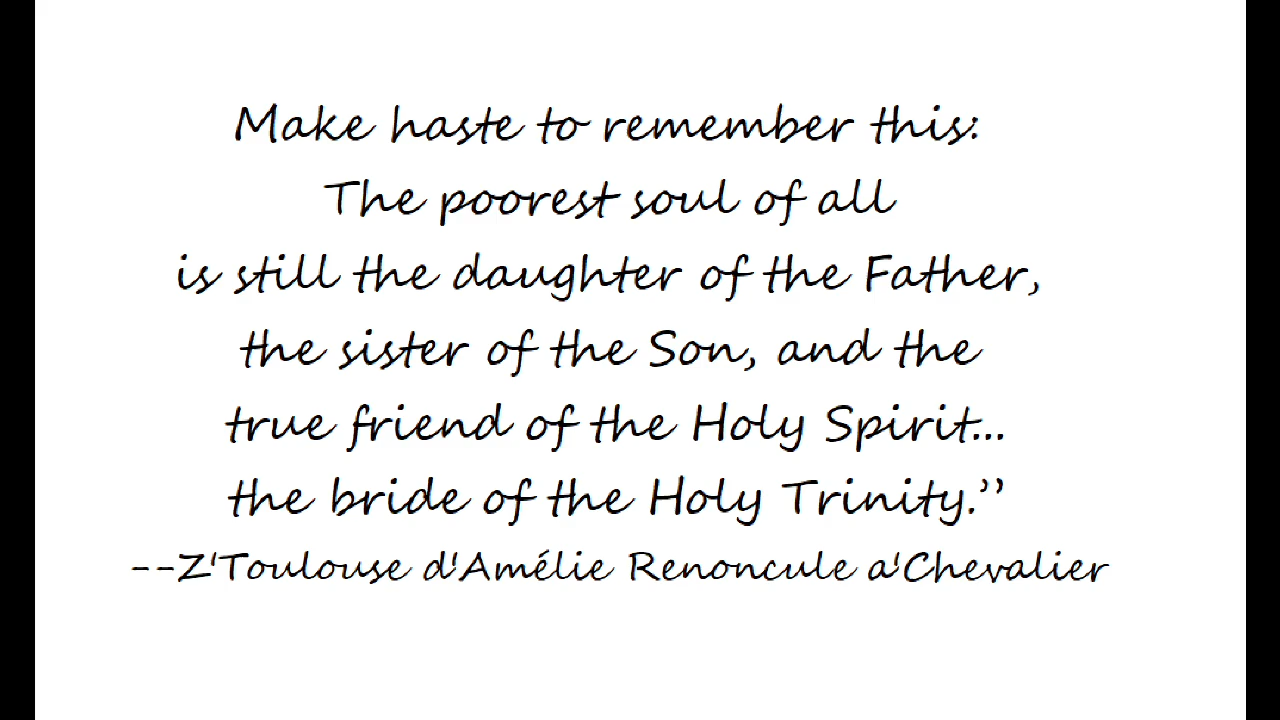 Make haste to remember this:
The poorest soul of all
is still the daughter of the Father,
the sister of the Son, and the
true friend of the Holy Spirit...
the bride of the Holy Trinity.”
--Z'Toulouse d'Amélie Renoncule a'Chevalier